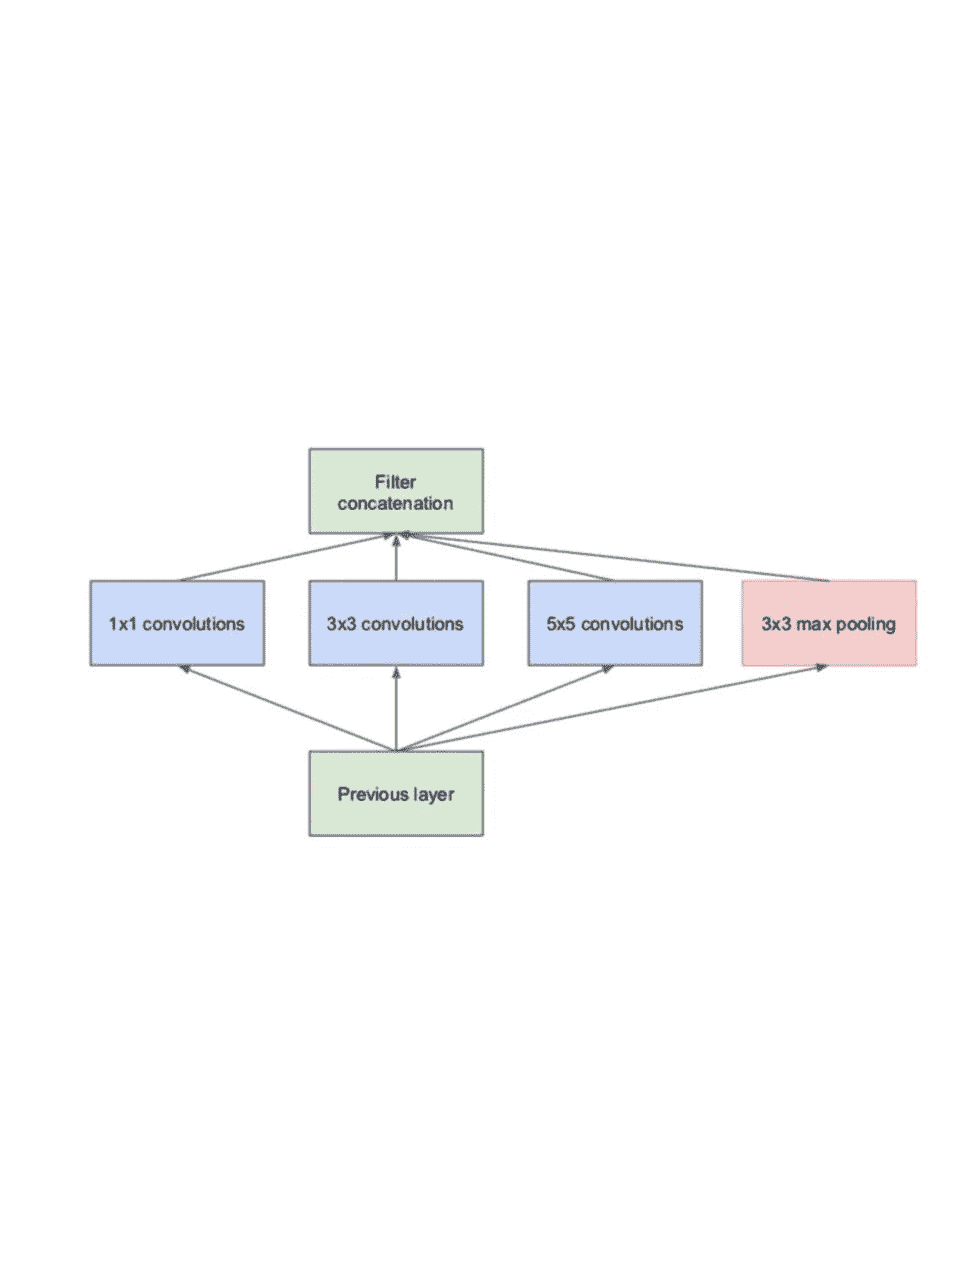 Filter
concatenation
1x1 convolutions
3x3 convolutions
5x5 convolutions
3x3 max pooling
Previous layer